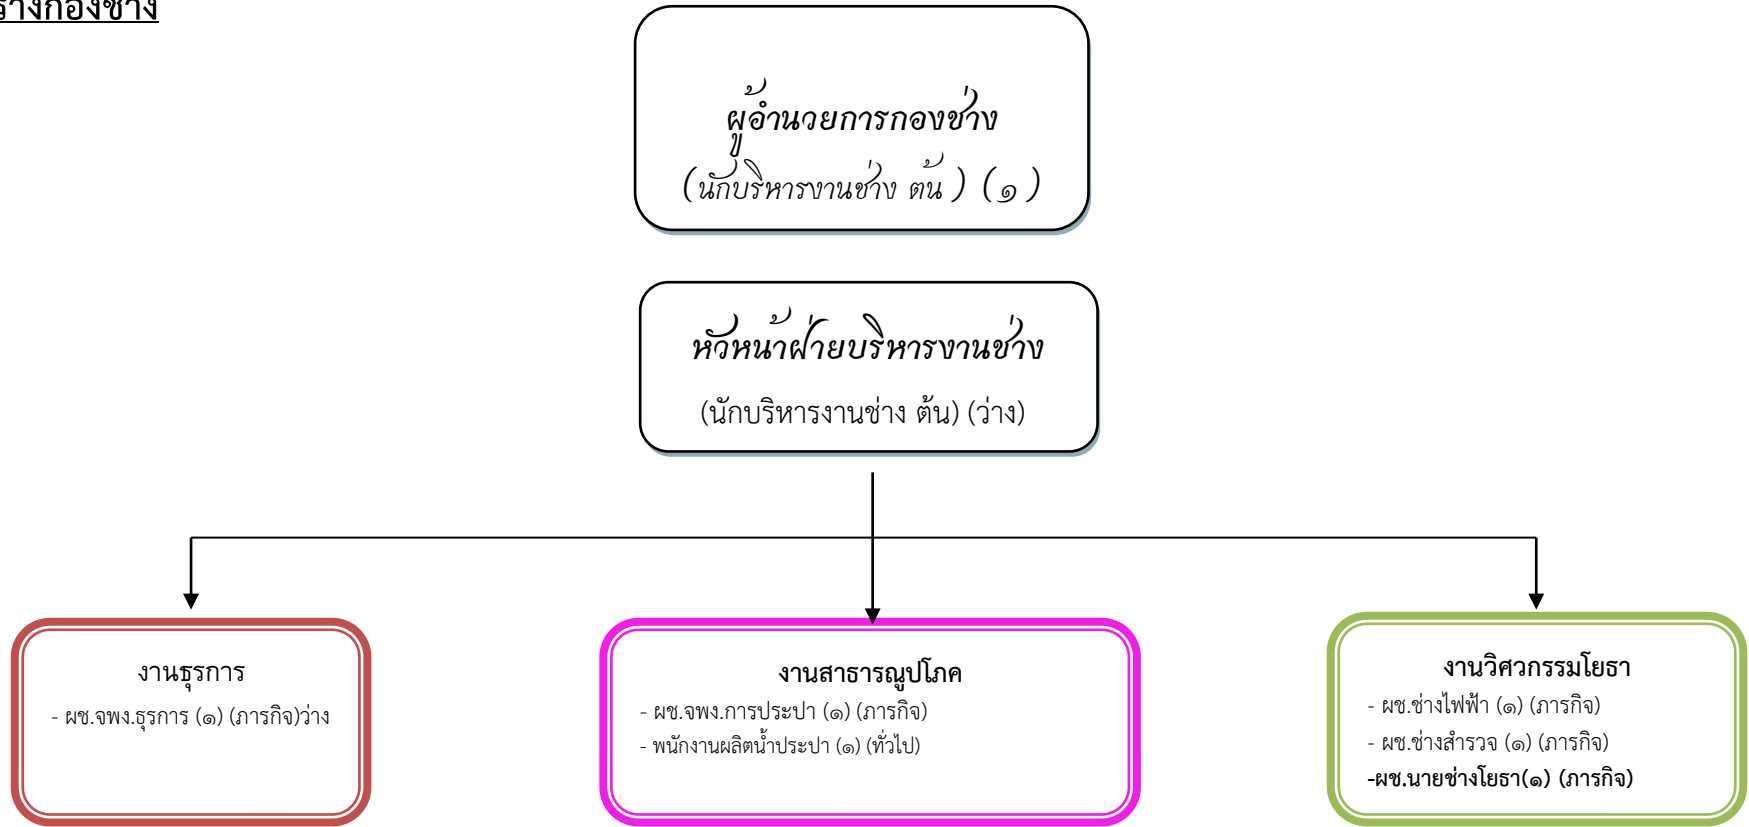 ร้างกองช่าง
ผู้อำนวยการกองช่าง
(นักบริหารงานช่าง ต้น ) (๑ )
หัวหน้าฝ่ายบริหารงานช่าง
(นักบริหารงานช่าง ต้น) (ว่าง)
งานธุรการ
- ผช.จพง.ธุรการ (๑) (ภารกิจ)ว่าง
งานสาธารณูปโภค
- ผช.จพง.การประปา (๑) (ภารกิจ)
- พนักงานผลิตน้ำประปา (๑) (ทั่วไป)
งานวิศวกรรมโยธา
- ผช.ช่างไฟฟ้า (๑) (ภารกิจ)
- ผช.ช่างสำรวจ (๑) (ภารกิจ)
-ผช.นายช่างโยธา(๑) (ภารกิจ)